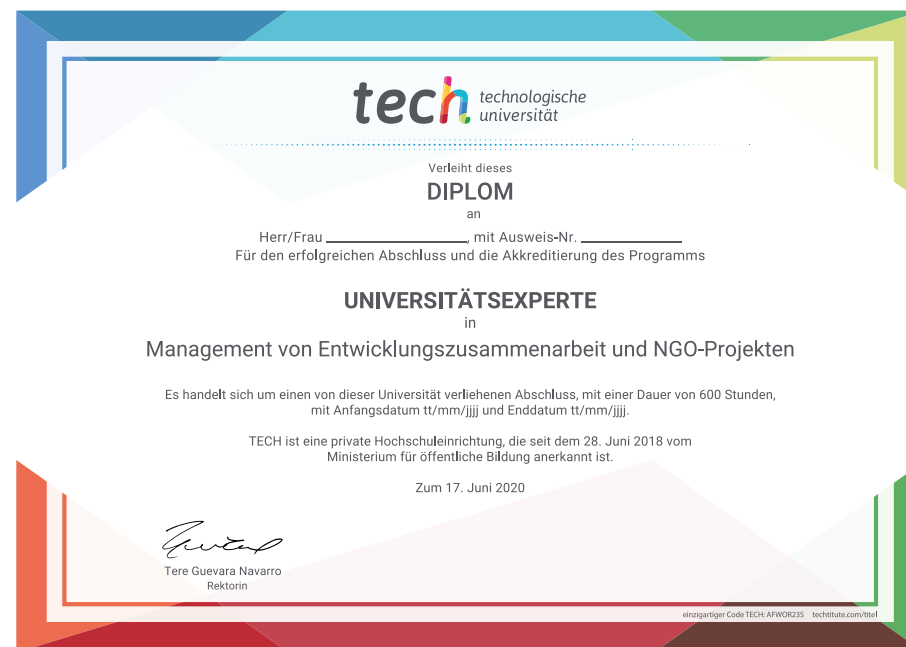 tech technologische
universität
Verleiht dieses
DIPLOM
an
Herr/Frau ____________, mit Ausweis-Nr. ____________
Für den erfolgreichen Abschluss und die Akkreditierung des Programms
UNIVERSITÄTSEXPERTE
in
Management von Entwicklungszusammenarbeit und NGO-Projekten
Es handelt sich um einen von dieser Universität verliehenen Abschluss, mit einer Dauer von 600 Stunden,
mit Anfangsdatum tt/mm/jjjj und Enddatum tt/mm/jjjj.
TECH ist eine private Hochschuleinrichtung, die seit dem 28. Juni 2018 vom
Ministerium für öffentliche Bildung anerkannt ist.
Zum 17. Juni 2020
Tere Guevara Navarro
Rektorin
einzigartiger Code TECH: AFWOR23S techtitute.com/titel